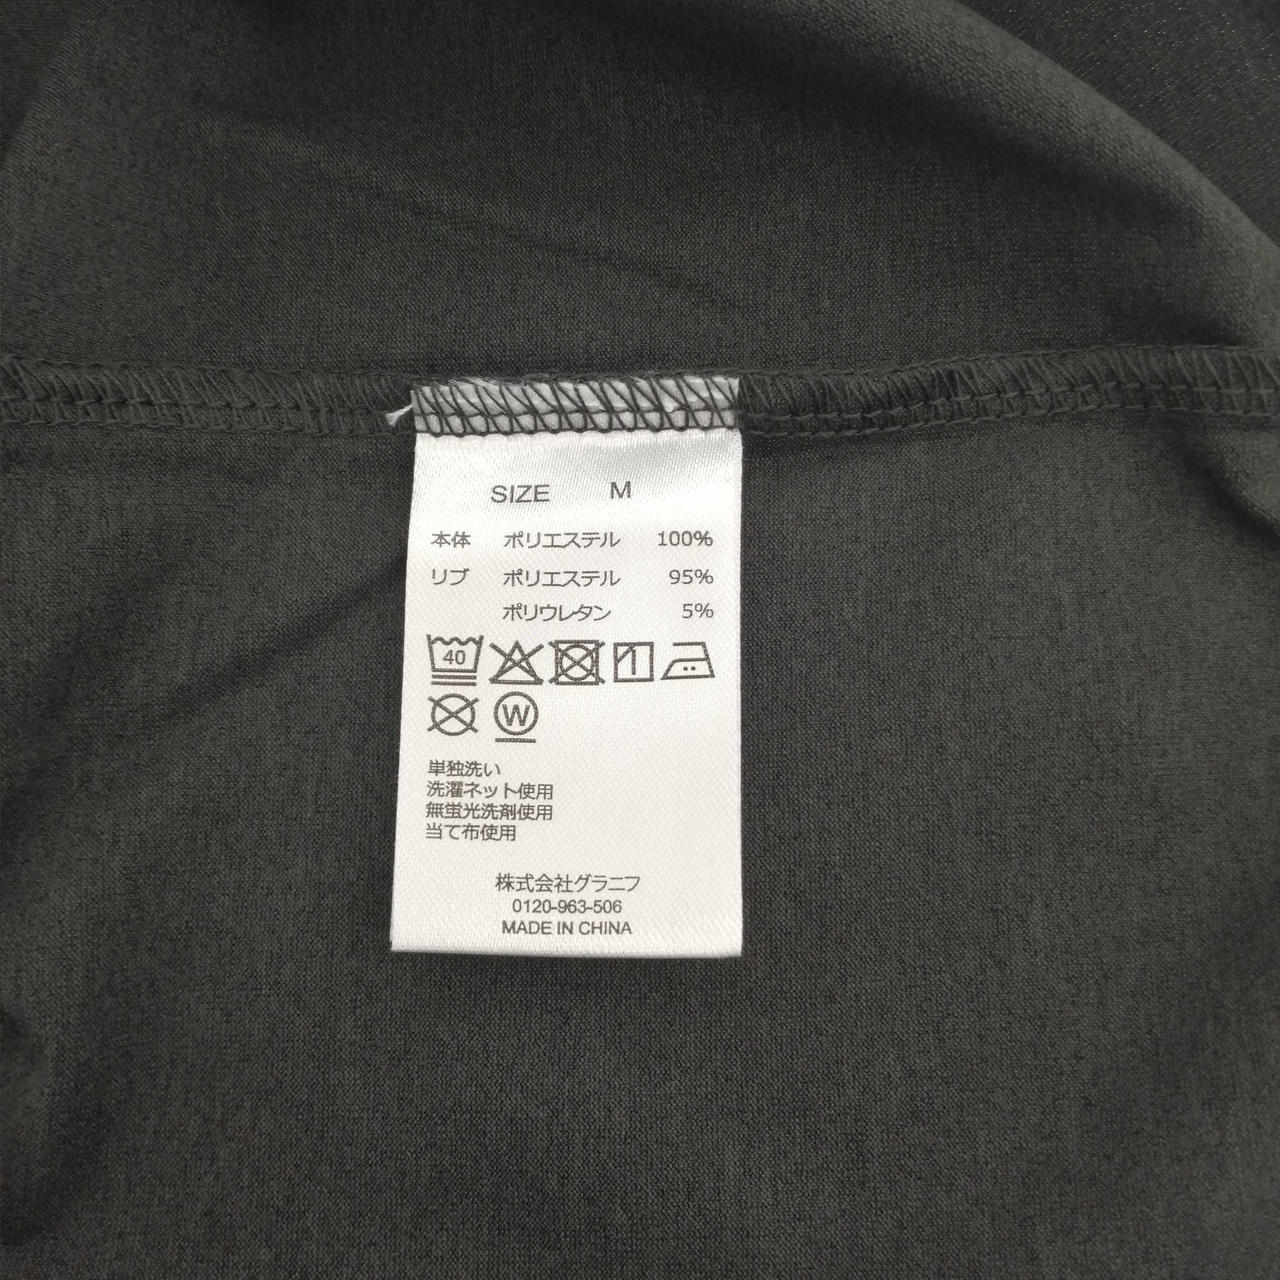 SIZE M
本体 ポリエステル 100%
リブ ポリエステル 95%
ポリウレタン 5%
40
W
単独洗い
洗濯ネット使用
無蛍光洗剤使用
当て布使用
株式会社グラニフ
0120-963-506
MADE IN CHINA